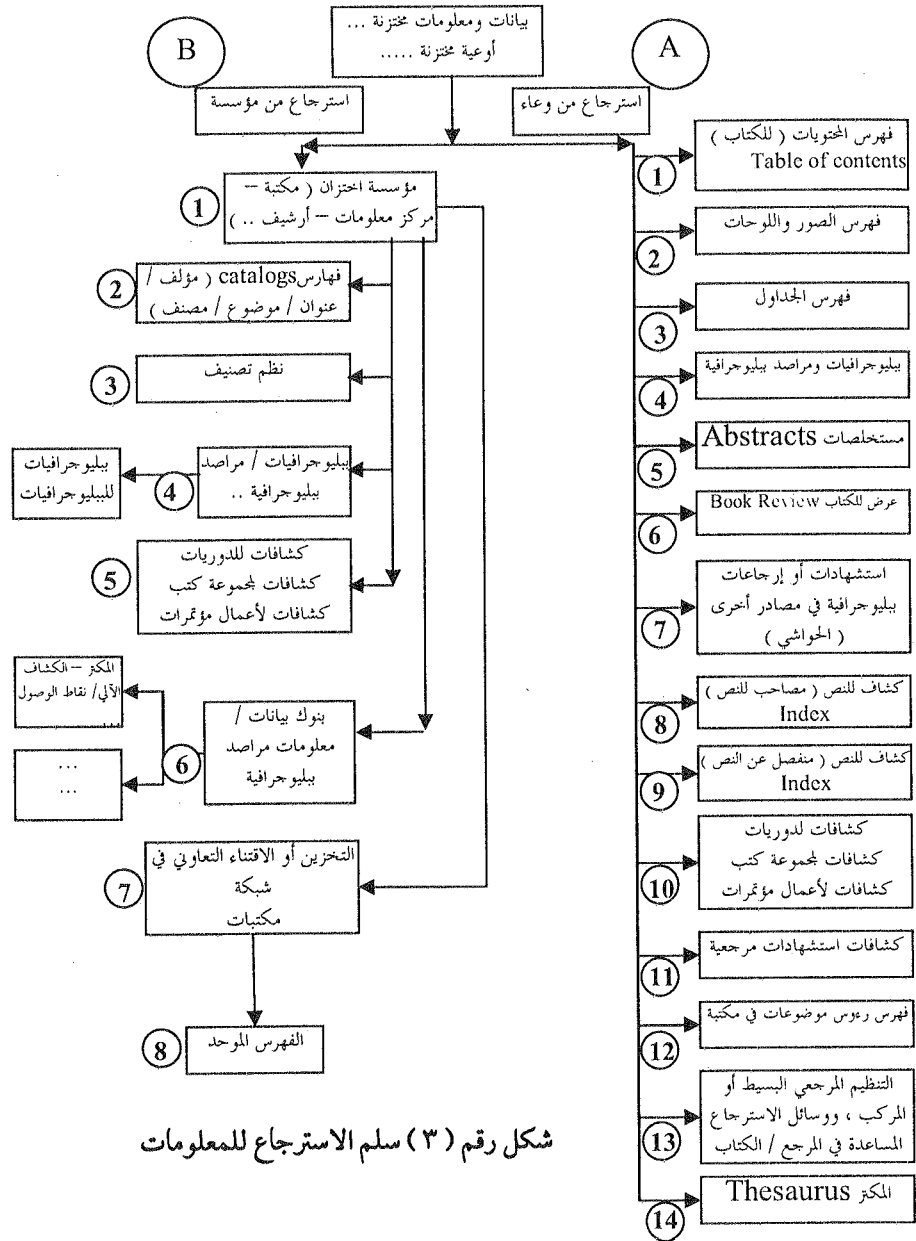 بيانات ومعلومات مختزنة ...
أوعية مختزنة .....
A
B
استرجاع من وعاء
استرجاع من مؤسسة
فهرس المحتويات ( للكتاب )
Table of contents
1
فهرس الصور واللوحات
2
فهرس الجداول
3
ببليوجرافيات ومراصد ببليوجرافية
4
مستخلصات Abstracts
5
عرض للكتاب Book Review
6
استشهادات أو إرجاعات
ببليوجرافية في مصادر أخرى
( الحواشي )
7
كشاف للنص ( مصاحب للنص )
Index
8
كشاف للنص ( منفصل عن النص )
Index
9
كشافات لدوريات
كشافات لمجموعة كتب
كشافات لأعمال مؤتمرات
10
كشافات استشهادات مرجعية
11
فهرس رءوس موضوعات في مكتبة
12
التنظيم المرجعي البسيط أو
المركب ، ووسائل الاسترجاع
المساعدة في المرجع / الكتاب
13
المكنز Thesaurus
14
مؤسسة اختزان ( مكتبة –
مركز معلومات – أرشيف .. )
1
فهارس catalogs ( مؤلف /
عنوان / موضوع / مصنف )
2
نظم تصنيف
3
ببليوجرافيات / مراصد
ببليوجرافية ..
4
ببليوجرافيات
للببليوجرافيات
كشافات للدوريات
كشافات لمجموعة كتب
كشافات لأعمال مؤتمرات
5
بنوك بيانات /
معلومات مراصد
ببليوجرافية
6
المكنز – الكشاف
الآلي/ نقاط الوصول
...
...
...
التخزين أو الاقتناء التعاوني في
شبكة
مكتبات
7
الفهرس الموحد
8
شكل رقم ( ٣ ) سلم الاسترجاع للمعلومات